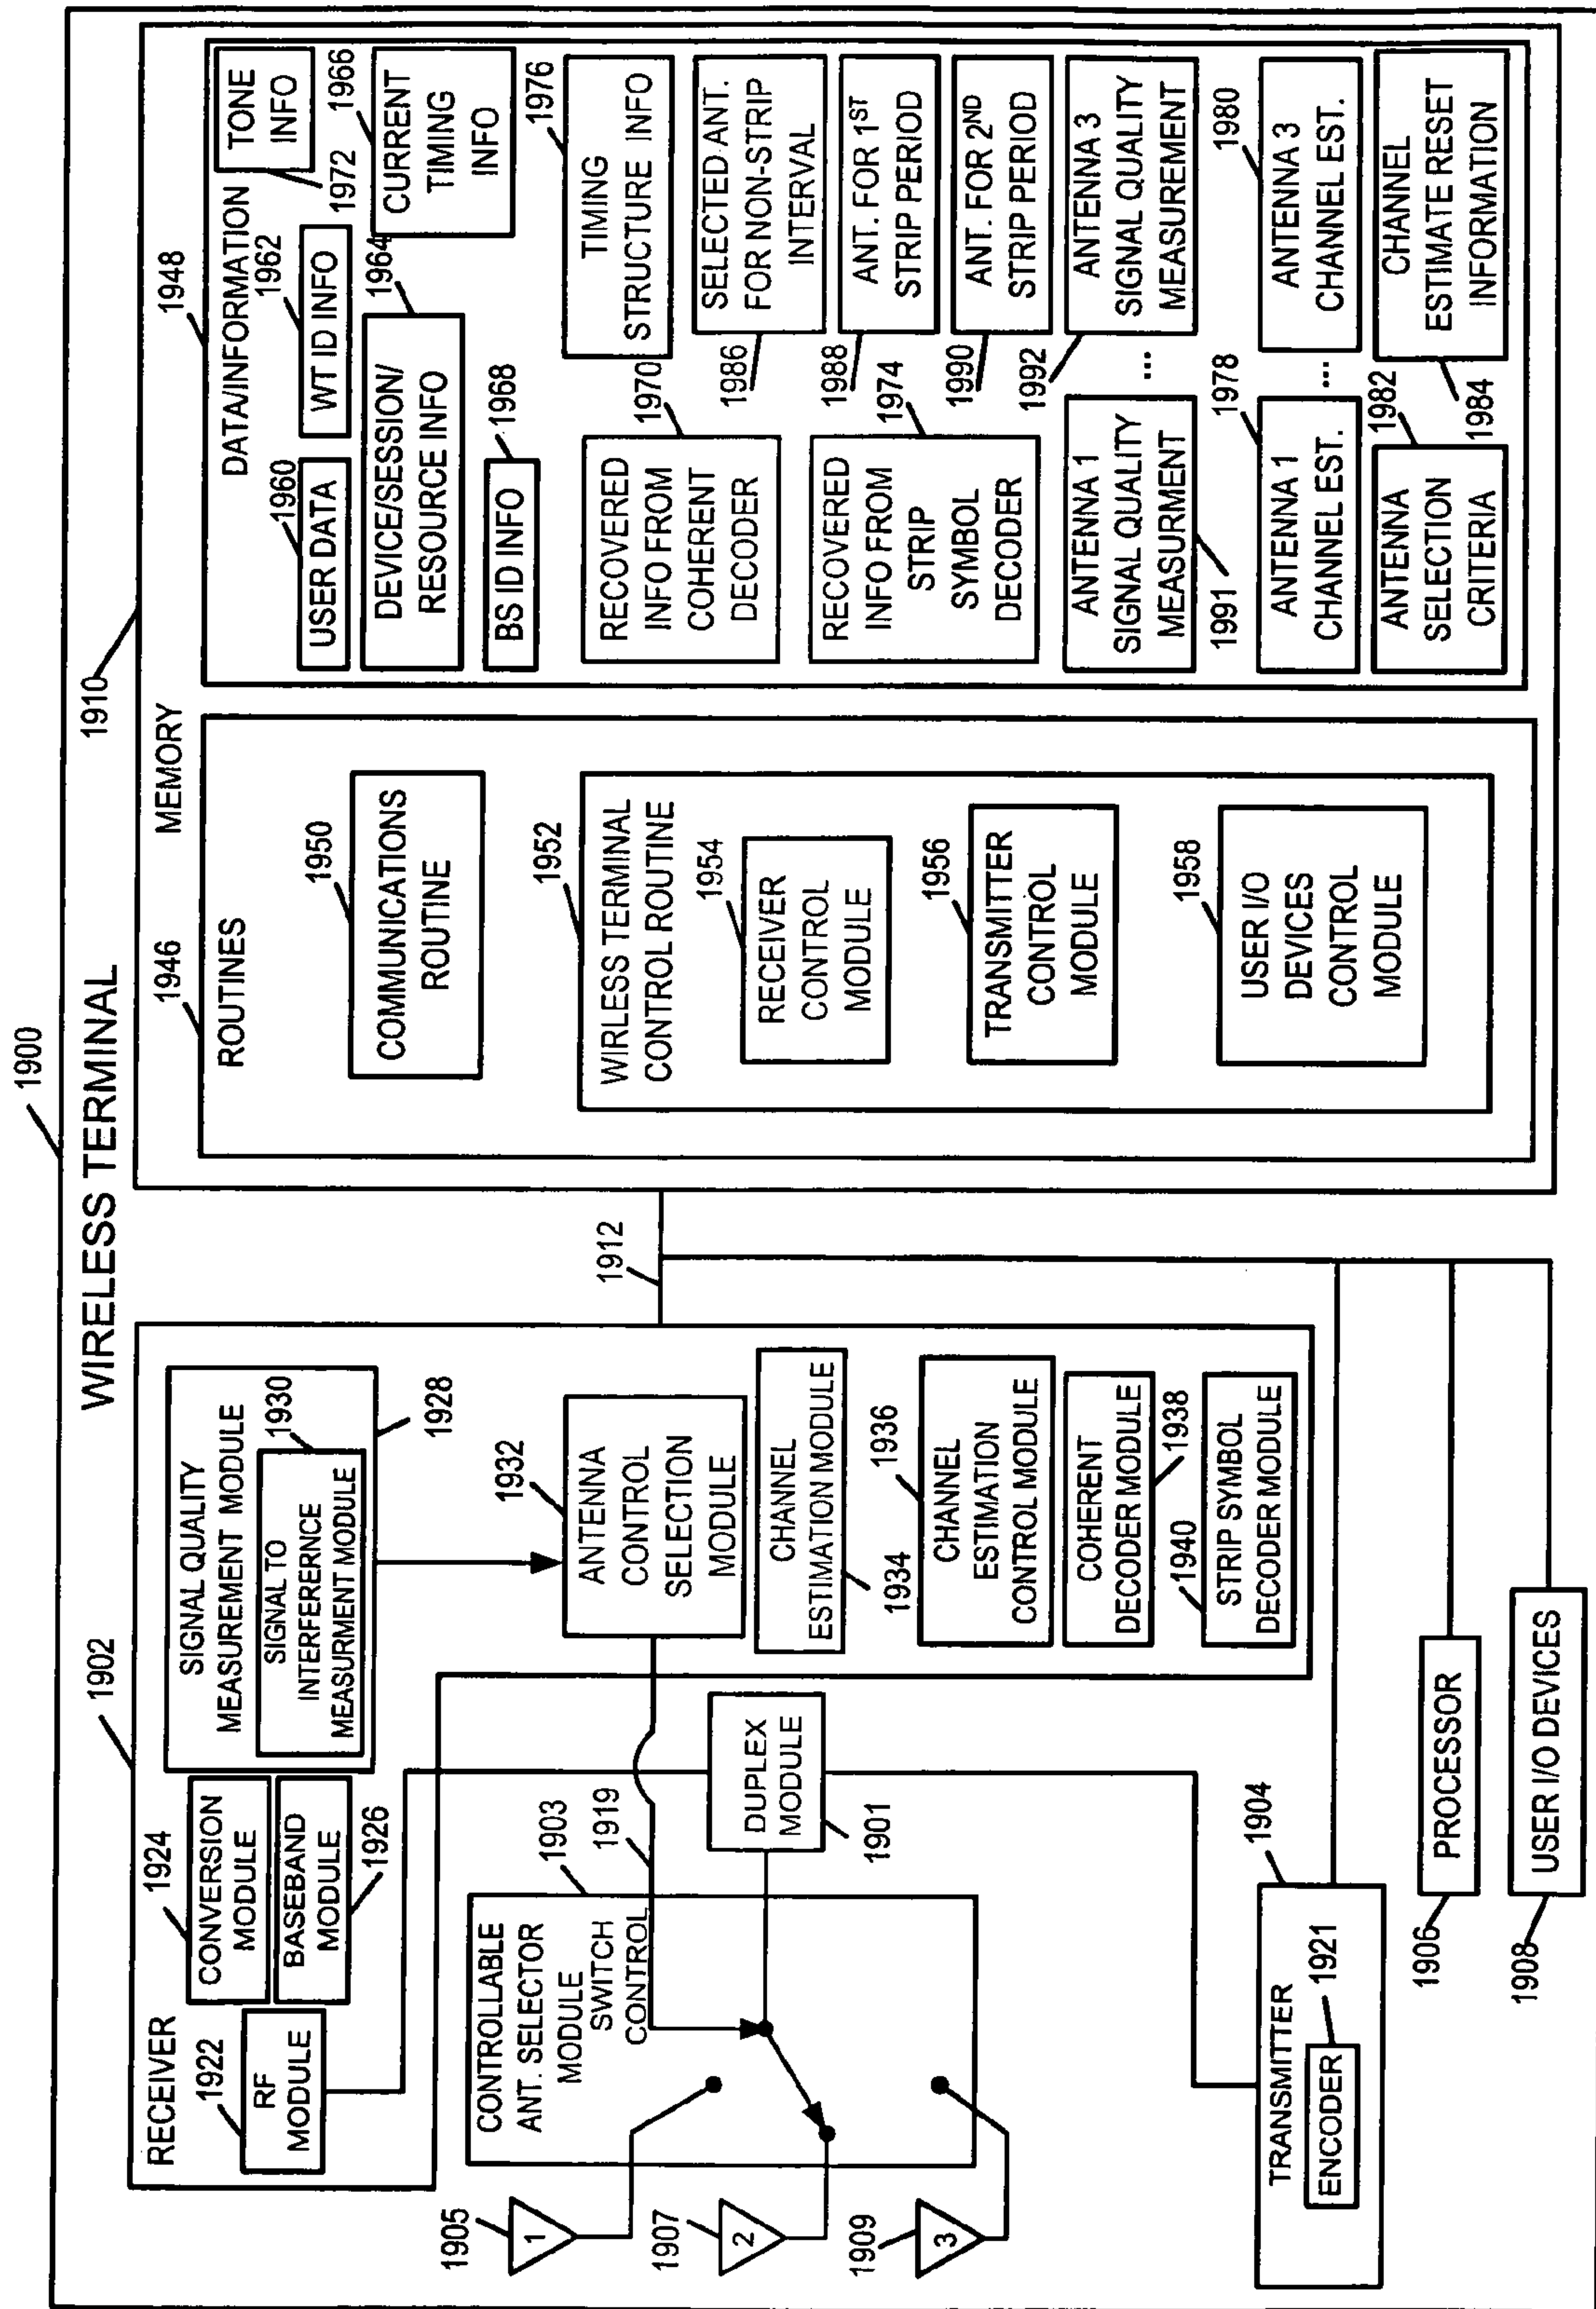 1900
WIRELESS TERMINAL
1902
RECEIVER
1922
RF
MODULE
1924
CONVERSION
MODULE
BASEBAND
MODULE
1926
SIGNAL QUALITY
MEASUREMENT MODULE
1930
SIGNAL TO
INTERFERENCE
MEASURMENT MODULE
1928
1932
ANTENNA
CONTROL
SELECTION
MODULE
CHANNEL
ESTIMATION MODULE
1934
1936
CHANNEL
ESTIMATION
CONTROL MODULE
COHERENT
DECODER MODULE
1938
1940
STRIP SYMBOL
DECODER MODULE
1905
1
1907
2
1909
3
1903
CONTROLLABLE
ANT. SELECTOR
MODULE
SWITCH
CONTROL
1919
DUPLEX
MODULE
1901
1904
TRANSMITTER
ENCODER
1921
PROCESSOR
1906
USER I/O DEVICES
1908
1912
1910
MEMORY
1946
ROUTINES
1950
COMMUNICATIONS
ROUTINE
1952
WIRLESS TERMINAL
CONTROL ROUTINE
1954
RECEIVER
CONTROL
MODULE
1956
TRANSMITTER
CONTROL
MODULE
1958
USER I/O
DEVICES
CONTROL
MODULE
1948
DATA/INFORMATION
1960
USER DATA
1962
WT ID INFO
TONE
INFO
1972
1964
DEVICE/SESSION/
RESOURCE INFO
1966
CURRENT
TIMING
INFO
1968
BS ID INFO
1976
TIMING
STRUCTURE INFO
1970
RECOVERED
INFO FROM
COHERENT
DECODER
SELECTED ANT.
FOR NON-STRIP
INTERVAL
1986
ANT. FOR 1ST
STRIP PERIOD
1988
1974
RECOVERED
INFO FROM
STRIP
SYMBOL
DECODER
ANT. FOR 2ND
STRIP PERIOD
1990
1992
ANTENNA 1
SIGNAL QUALITY
MEASURMENT
1991
...
ANTENNA 3
SIGNAL QUALITY
MEASUREMENT
1978
ANTENNA 1
CHANNEL EST.
...
1980
ANTENNA 3
CHANNEL EST.
1982
ANTENNA
SELECTION
CRITERIA
1984
CHANNEL
ESTIMATE RESET
INFORMATION